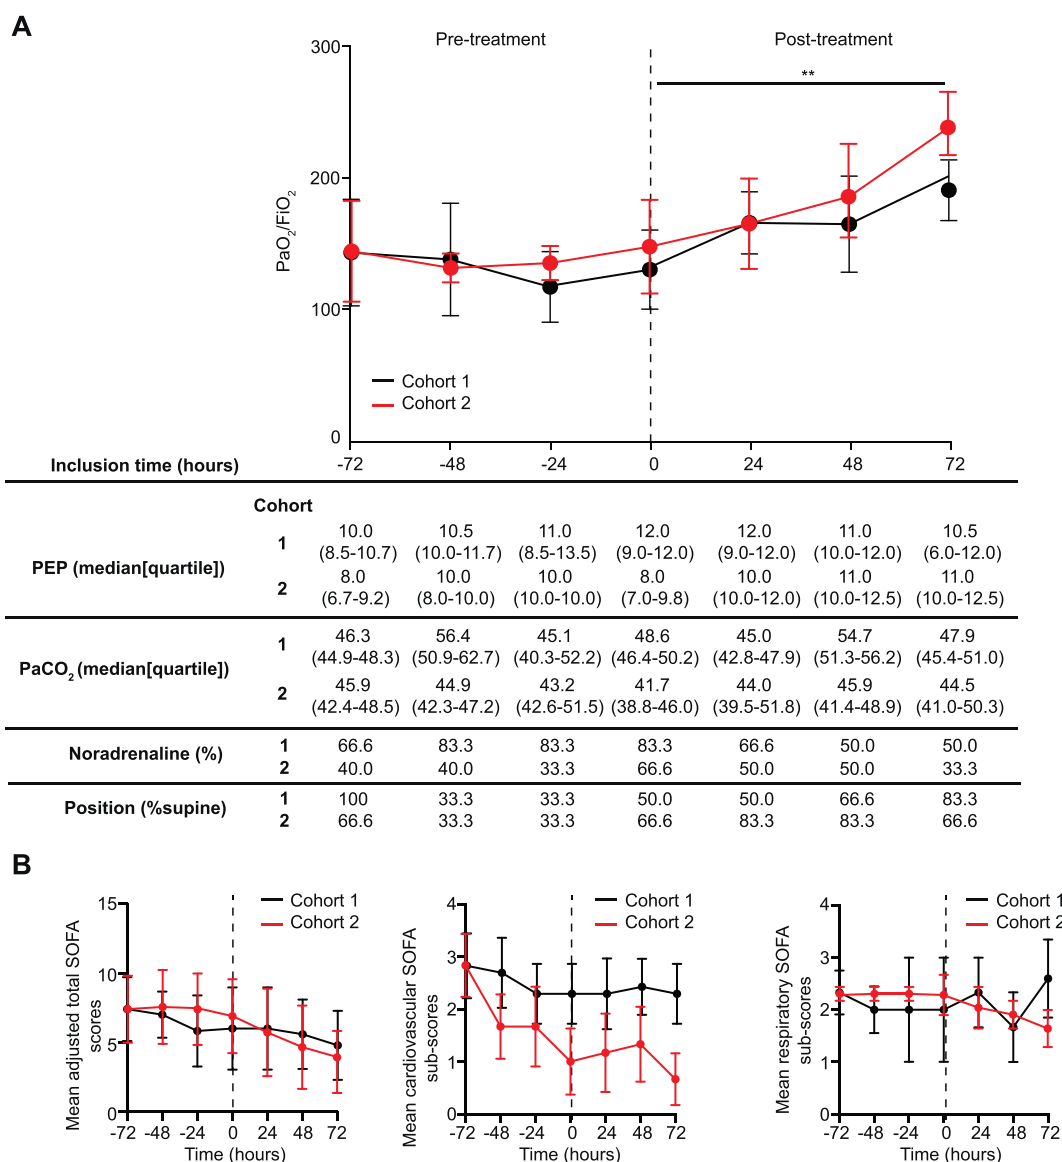 A
Pre-treatment
Post-treatment
**
300
200
100
0
PaO2/FiO2
Cohort 1
Cohort 2
Inclusion time (hours) -72 -48 -24 0 24 48 72
Cohort
PEP (median[quartile])
1 10.0 10.5 11.0 12.0 12.0 11.0 10.5
(8.5-10.7) (10.0-11.7) (8.5-13.5) (9.0-12.0) (9.0-12.0) (10.0-12.0) (6.0-12.0)
2 8.0 10.0 10.0 8.0 10.0 11.0 11.0
(6.7-9.2) (8.0-10.0) (10.0-10.0) (7.0-9.8) (10.0-12.0) (10.0-12.5) (10.0-12.5)
PaCO2 (median[quartile])
1 46.3 56.4 45.1 48.6 45.0 54.7 47.9
(44.9-48.3) (50.9-62.7) (40.3-52.2) (46.4-50.2) (42.8-47.9) (51.3-56.2) (45.4-51.0)
2 45.9 44.9 43.2 41.7 44.0 45.9 44.5
(42.4-48.5) (42.3-47.2) (42.6-51.5) (38.8-46.0) (39.5-51.8) (41.4-48.9) (41.0-50.3)
Noradrenaline (%)
1 66.6 83.3 83.3 83.3 66.6 50.0 50.0
2 40.0 40.0 33.3 66.6 50.0 50.0 33.3
Position (%supine)
1 100 33.3 33.3 50.0 50.0 66.6 83.3
2 66.6 33.3 33.3 66.6 83.3 83.3 66.6
B
Mean adjusted total SOFA
scores
15
10
5
0
Cohort 1
Cohort 2
-72 -48 -24 0 24 48 72
Time (hours)
Mean cardiovascular SOFA
sub-scores
4
3
2
1
0
Cohort 1
Cohort 2
-72 -48 -24 0 24 48 72
Time (hours)
Mean respiratory SOFA
sub-scores
4
3
2
1
0
Cohort 1
Cohort 2
-72 -48 -24 0 24 48 72
Time (hours)